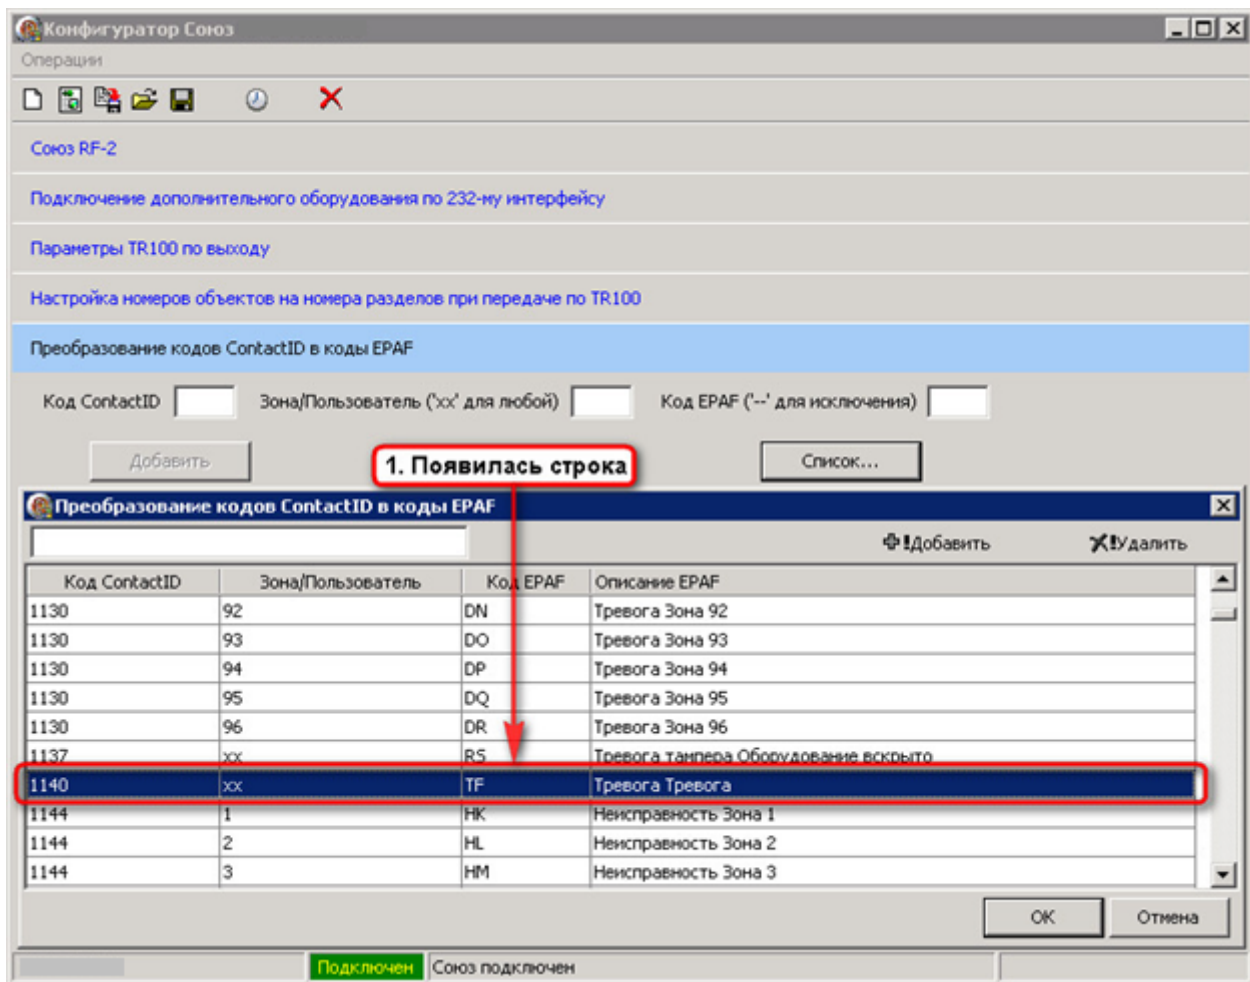 Конфигуратор Союз
Операции
Союз RF-2
Подключение дополнительного оборудования по 232-му интерфейсу
Параметры TR100 по выходу
Настройка номеров объектов на номера разделов при передаче по TR100
Преобразование кодов ContactID в коды EPAF
Код ContactID Зона/Пользователь ('xx' для любой) Код EPAF ('--' для исключения)
Добавить 1. Появилась строка Список...
Преобразование кодов ContactID в коды EPAF
Добавить Удалить
Код ContactID Зона/Пользователь Код EPAF Описание EPAF
1130 92 DN Тревога Зона 92
1130 93 DO Тревога Зона 93
1130 94 DP Тревога Зона 94
1130 95 DQ Тревога Зона 95
1130 96 DR Тревога Зона 96
1137 xx RS Тревога тампера Оборудование вскрыто
1140 xx TF Тревога Тревога
1144 1 HK Неисправность Зона 1
1144 2 HL Неисправность Зона 2
1144 3 HM Неисправность Зона 3
OK Отмена
Подключен Союз подключен